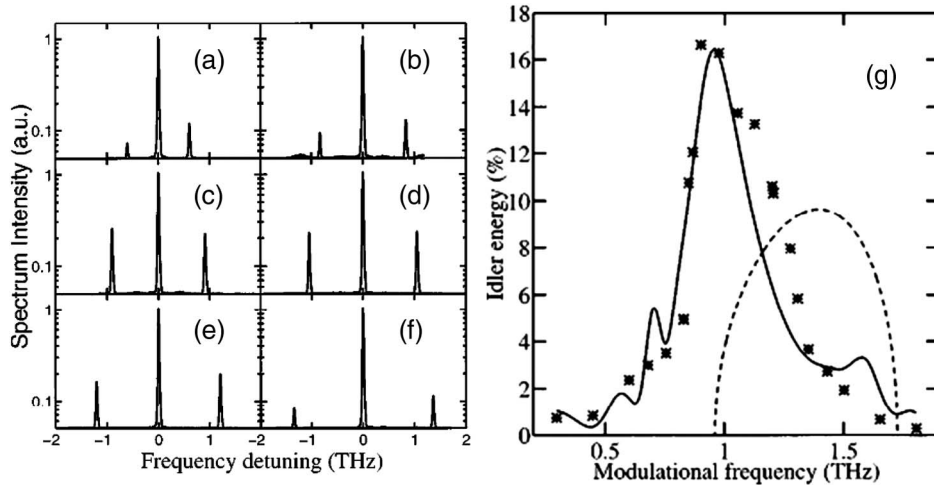 (a)
(b)
(c)
(d)
(e)
(f)
1
0.1
1
0.1
1
0.1
Spectrum Intensity (a.u.)
−2 −1 0 1 −2 −1 0 1 2
Frequency detuning (THz)
(g)
18
16
14
12
10
8
6
4
2
0
Idler energy (%)
0.5 1.0 1.5
Modulational frequency (THz)